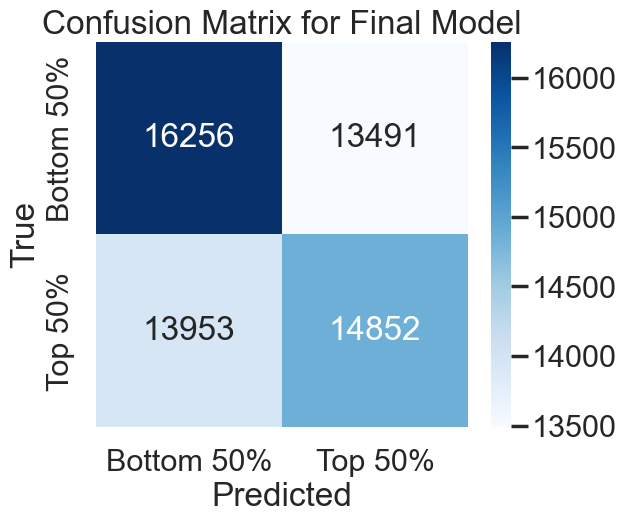 Confusion Matrix for Final Model
True
Bottom 50%
Top 50%
16256 13491
13953 14852
Bottom 50% Top 50%
Predicted
16000
15500
15000
14500
14000
13500